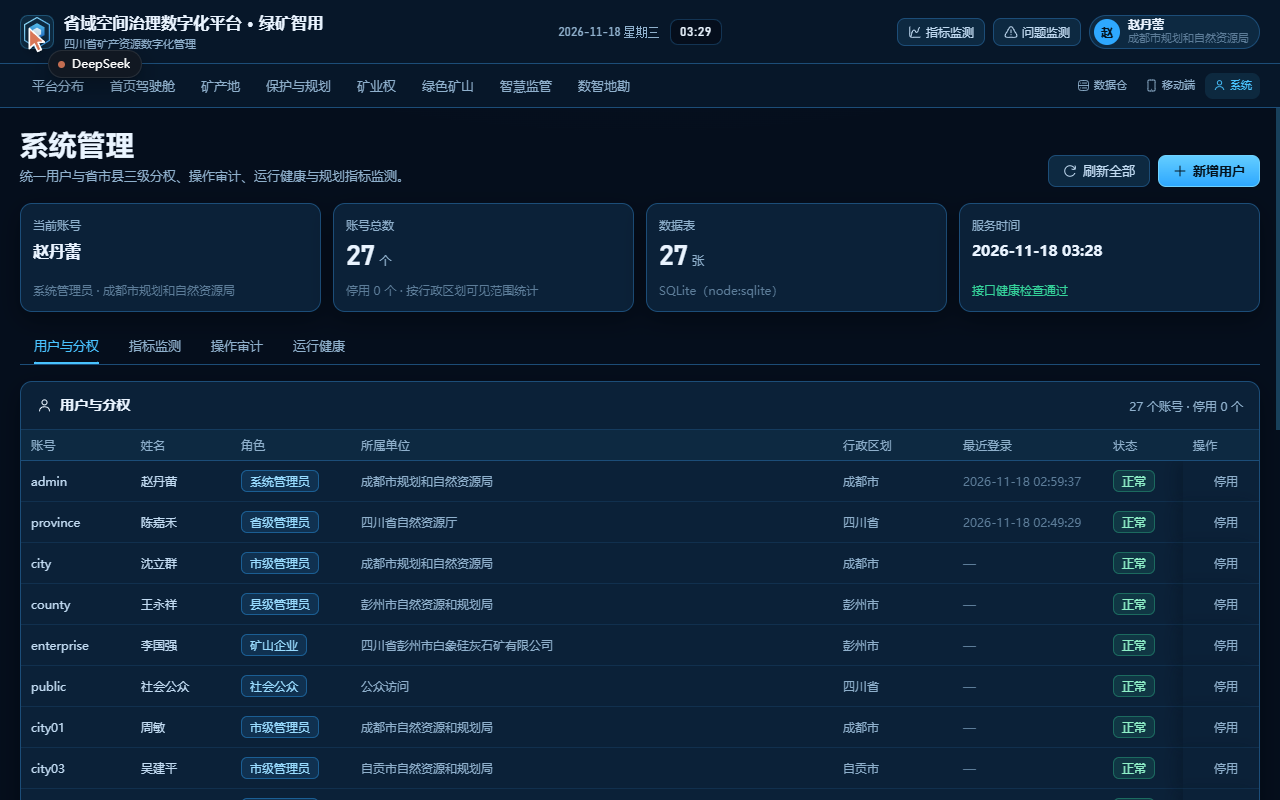 省域空间治理数字化平台 • 绿矿智用
四川省矿产资源数字化管理
2026-11-18 星期三 03:29
指标监测 问题监测
赵 赵丹蕾
成都市规划和自然资源局
DeepSeek
平台分布 首页驾驶舱 矿产地 保护与规划 矿业权 绿色矿山 智慧监管 数智地勘 数据仓 移动端 系统
系统管理
统一用户与省市县三级分权、操作审计、运行健康与规划指标监测。
刷新全部 新增用户
当前账号
赵丹蕾
系统管理员 · 成都市规划和自然资源局
账号总数
27 个
停用 0 个 · 按行政区划可见范围统计
数据表
27 张
SQLite（node:sqlite）
服务时间
2026-11-18 03:28
接口健康检查通过
用户与分权 指标监测 操作审计 运行健康
用户与分权 27 个账号 · 停用 0 个
账号 姓名 角色 所属单位 行政区划 最近登录 状态 操作
admin 赵丹蕾 系统管理员 成都市规划和自然资源局 成都市 2026-11-18 02:59:37 正常 停用
province 陈嘉禾 省级管理员 四川省自然资源厅 四川省 2026-11-18 02:49:29 正常 停用
city 沈立群 市级管理员 成都市规划和自然资源局 成都市 — 正常 停用
county 王永祥 县级管理员 彭州市自然资源和规划局 彭州市 — 正常 停用
enterprise 李国强 矿山企业 四川省彭州市白象硅灰石矿有限公司 彭州市 — 正常 停用
public 社会公众 社会公众 公众访问 四川省 — 正常 停用
city01 周敏 市级管理员 成都市自然资源和规划局 成都市 — 正常 停用
city03 吴建平 市级管理员 自贡市自然资源和规划局 自贡市 — 正常 停用